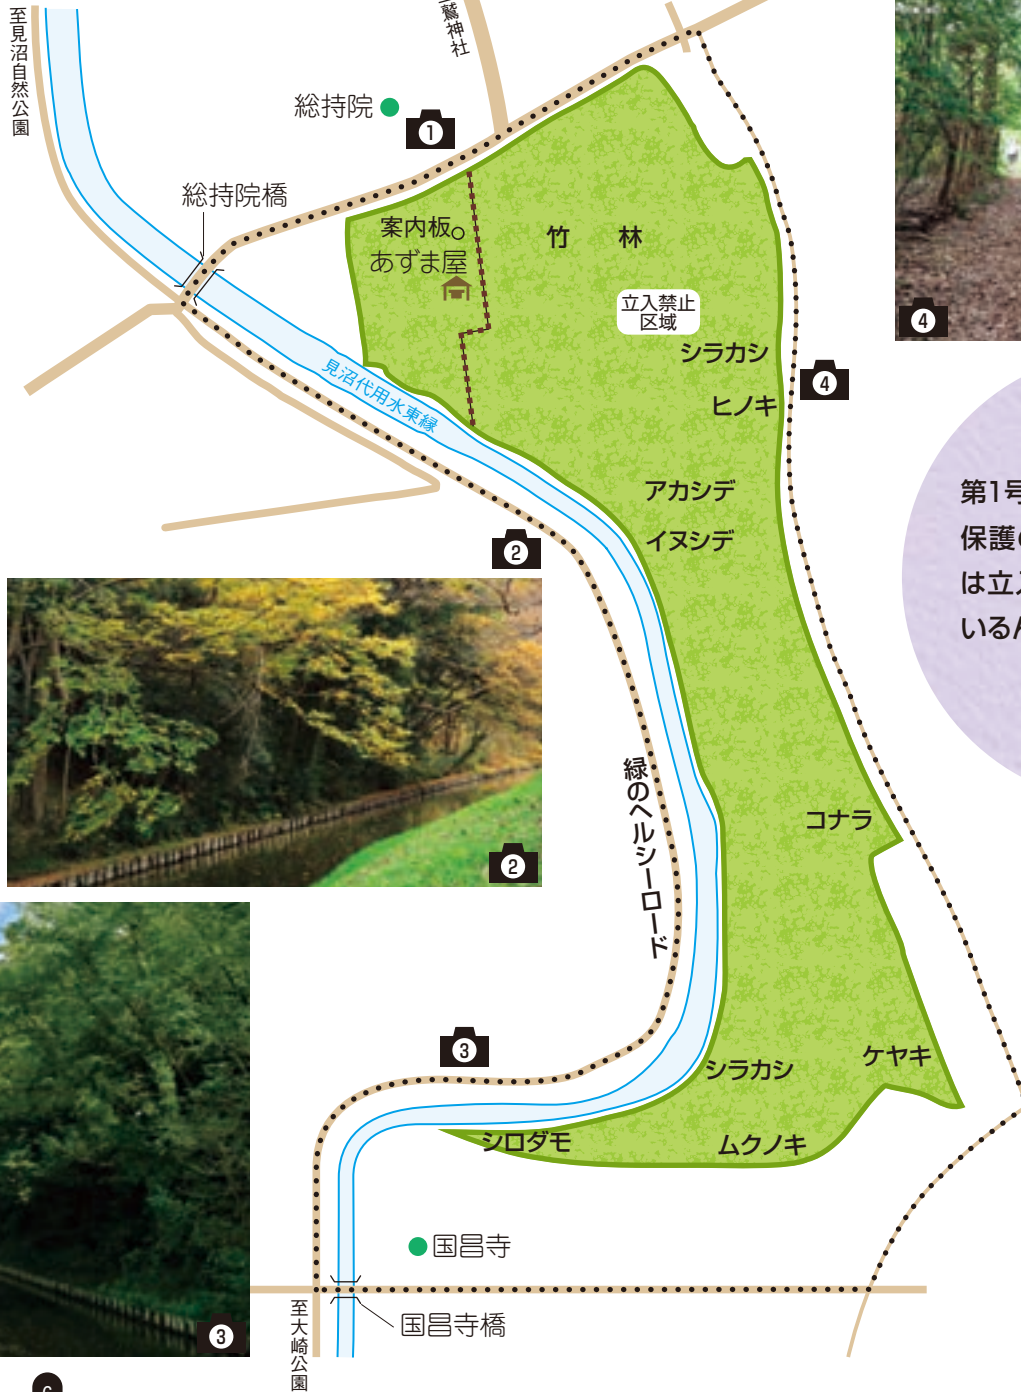 至見沼自然公園
鷲神社
総持院
1
総持院橋
案内板
あずま屋
竹林
立入禁止
区域
シラカシ
4
4
ヒノキ
見沼代用水東縁
アカシデ
イヌシデ
第1号
保護
は立
いる
2
緑のヘルシーロード
コナラ
2
3
シラカシ
ケヤキ
シロダモ
ムクノキ
国昌寺
国昌寺橋
3
至大崎公園